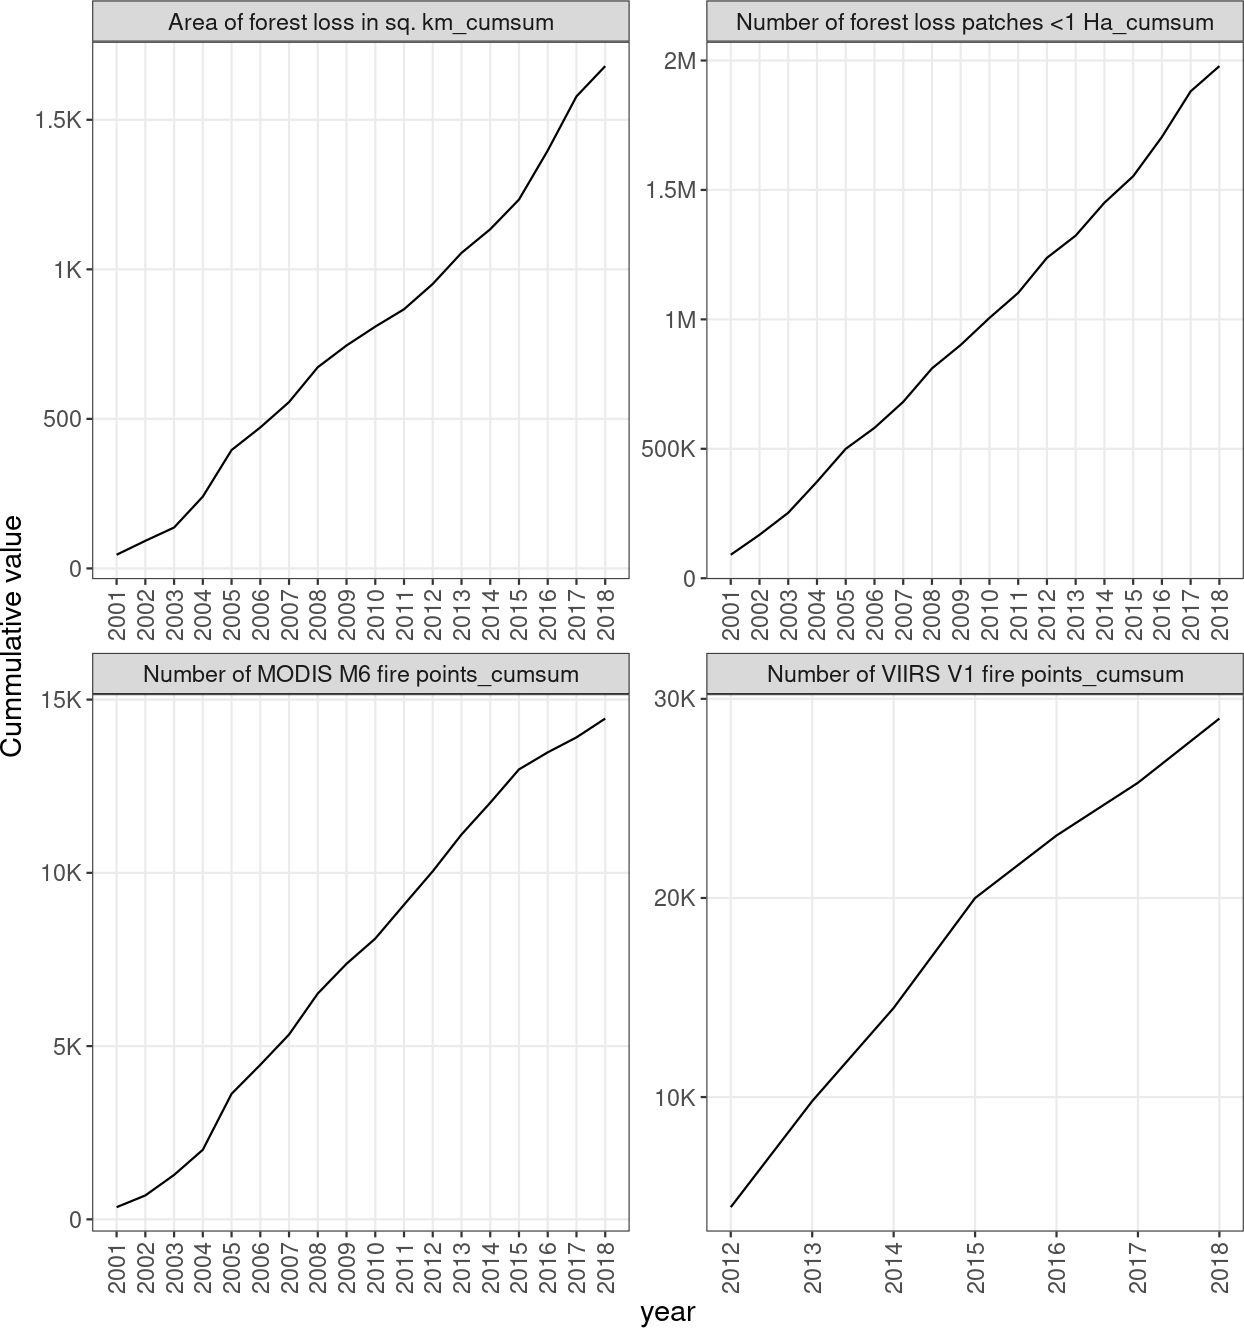 Area of forest loss in sq. km_cumsum
Number of forest loss patches <1 Ha_cumsum
1.5K
1K
500
0
2M
1.5M
1M
500K
0
2001 2002 2003 2004 2005 2006 2007 2008 2009 2010 2011 2012 2013 2014 2015 2016 2017 2018
2001 2002 2003 2004 2005 2006 2007 2008 2009 2010 2011 2012 2013 2014 2015 2016 2017 2018
Cummulative value
Number of MODIS M6 fire points_cumsum
Number of VIIRS V1 fire points_cumsum
15K
10K
5K
0
30K
20K
10K
2001 2002 2003 2004 2005 2006 2007 2008 2009 2010 2011 2012 2013 2014 2015 2016 2017 2018
2012 2013 2014 2015 2016 2017 2018
year